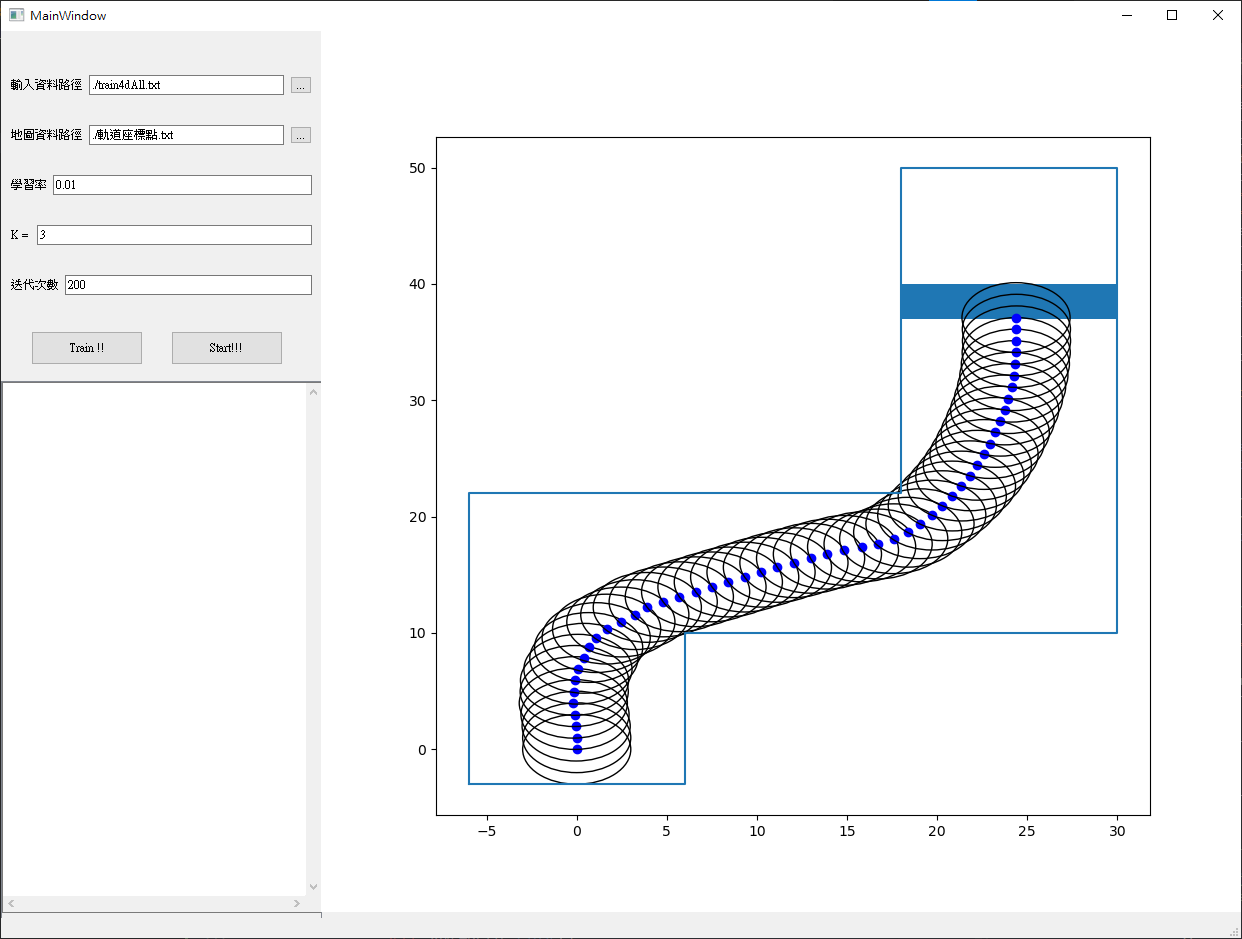 MainWindow
輸入資料路徑 ./train4dAll.txt ...
地圖資料路徑 ./軌道座標點.txt ...
學習率 0.01
K = 3
迭代次數 200
Train !! Start!!!
50
40
30
20
10
0
−5 0 5 10 15 20 25 30